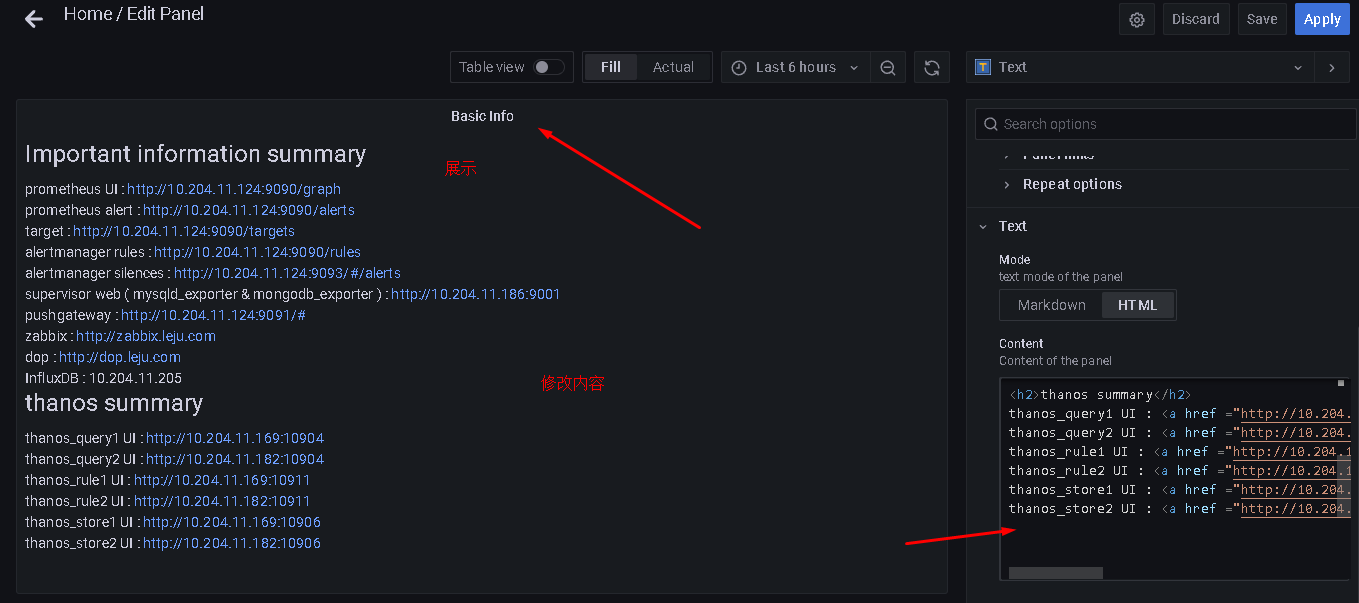 Home / Edit Panel
Discard
Save
Apply
Table view
Fill
Actual
Last 6 hours
Text
Basic Info
Search options
Important information summary
展示
prometheus UI : http://10.204.11.124:9090/graph
prometheus alert : http://10.204.11.124:9090/alerts
target : http://10.204.11.124:9090/targets
alertmanager rules : http://10.204.11.124:9090/rules
alertmanager silences : http://10.204.11.124:9093/#/alerts
supervisor web ( mysqld_exporter & mongodb_exporter ) : http://10.204.11.186:9001
pushgateway : http://10.204.11.124:9091/#
zabbix : http://zabbix.leju.com
dop : http://dop.leju.com
InfluxDB : 10.204.11.205
修改内容
thanos summary
thanos_query1 UI : http://10.204.11.169:10904
thanos_query2 UI : http://10.204.11.182:10904
thanos_rule1 UI : http://10.204.11.169:10911
thanos_rule2 UI : http://10.204.11.182:10911
thanos_store1 UI : http://10.204.11.169:10906
thanos_store2 UI : http://10.204.11.182:10906
Panel links
Repeat options
Text
Mode
text mode of the panel
Markdown
HTML
Content
Content of the panel
<h2>thanos summary</h2>
thanos_query1 UI : <a href ="http://10.204.
thanos_query2 UI : <a href ="http://10.204.
thanos_rule1 UI : <a href ="http://10.204.1
thanos_rule2 UI : <a href ="http://10.204.1
thanos_store1 UI : <a href ="http://10.204.
thanos_store2 UI : <a href ="http://10.204.